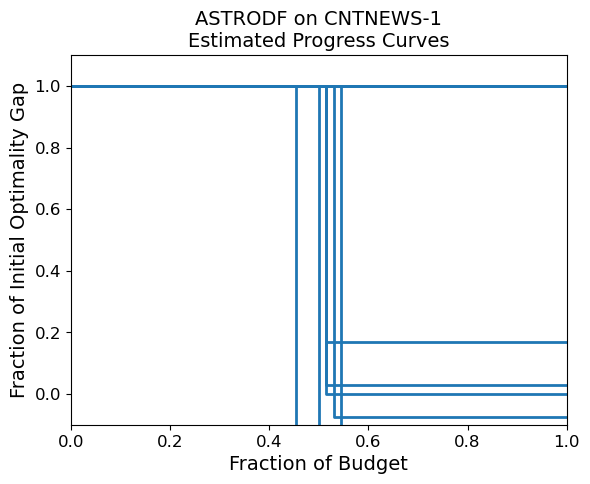 ASTRODF on CNTNEWS-1
Estimated Progress Curves
Fraction of Initial Optimality Gap
1.0
0.8
0.6
0.4
0.2
0.0
0.0 0.2 0.4 0.6 0.8 1.0
Fraction of Budget